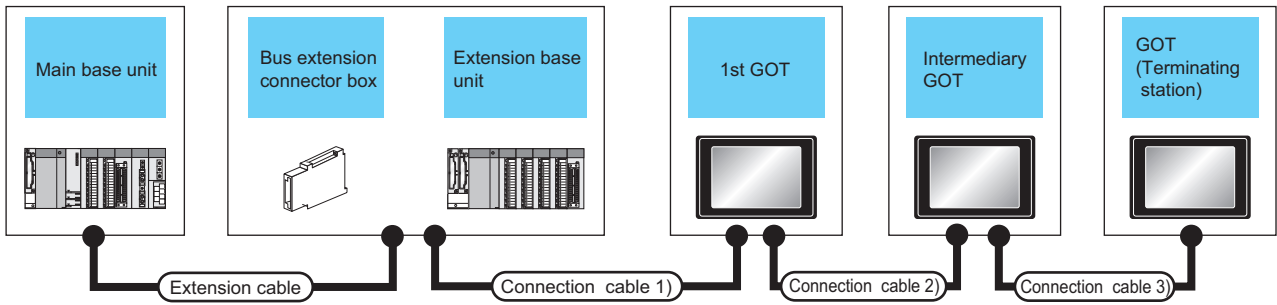 Main base unit
Bus extension
connector box
Extension base
unit
1st GOT
Intermediary
GOT
GOT
(Terminating
station)
Extension cable
Connection cable 1)
Connection cable 2)
Connection cable 3)